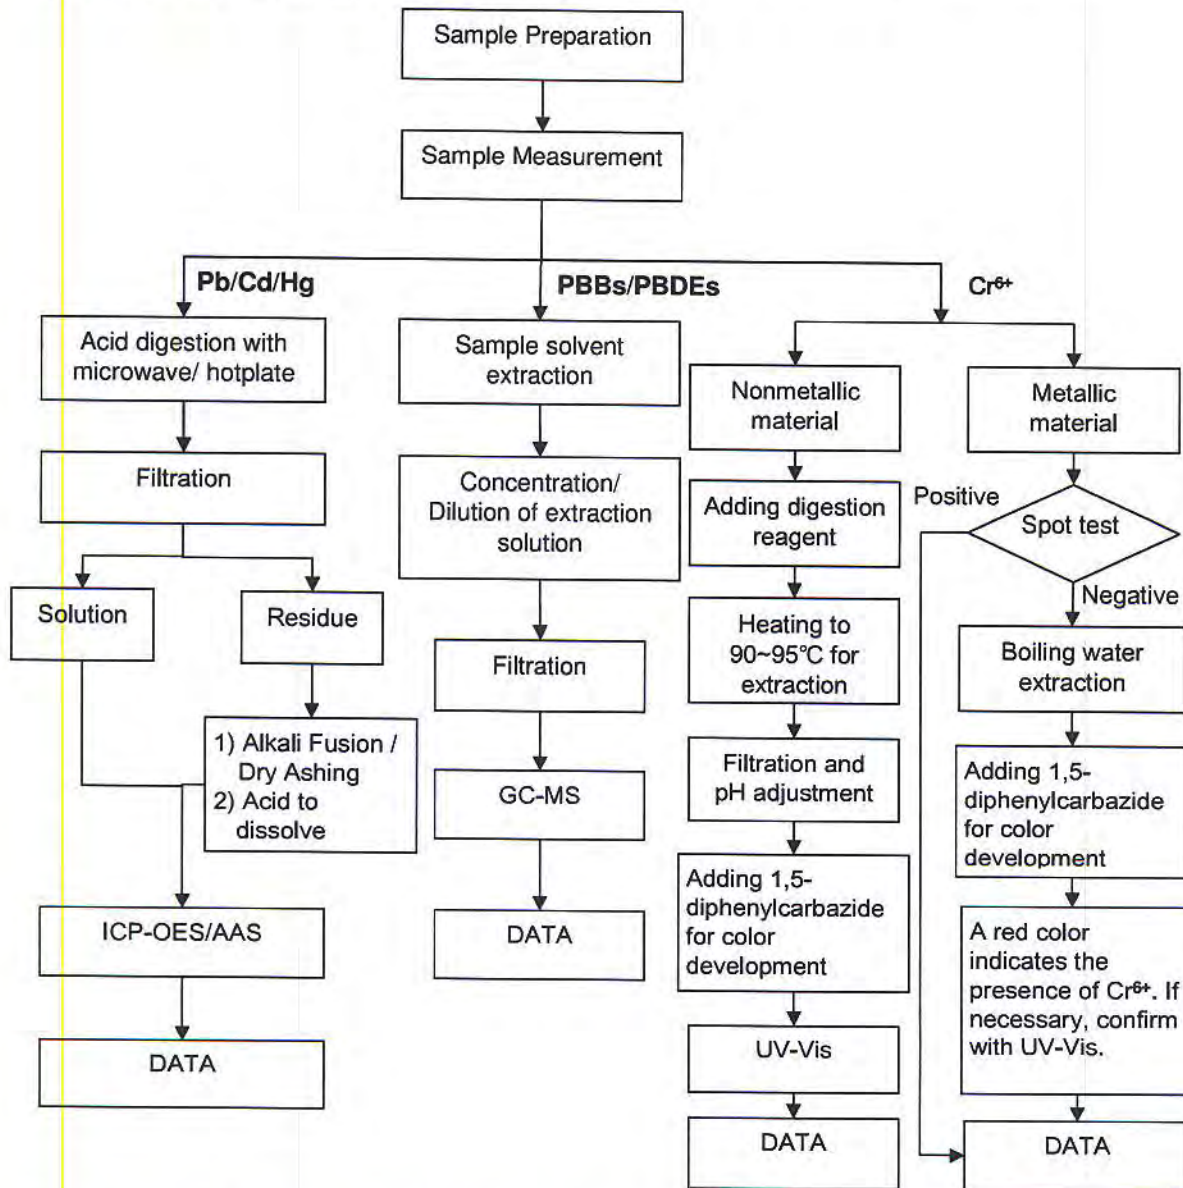 Sample Preparation
Sample Measurement
Pb/Cd/Hg
PBBs/PBDEs
Cr⁶⁺
Acid digestion with
microwave/ hotplate
Filtration
Solution
Residue
1) Alkali Fusion /
Dry Ashing
2) Acid to
dissolve
ICP-OES/AAS
DATA
Sample solvent
extraction
Concentration/
Dilution of extraction
solution
Filtration
GC-MS
DATA
Nonmetallic
material
Adding digestion
reagent
Heating to
90~95℃ for
extraction
Filtration and
pH adjustment
Adding 1,5-
diphenylcarbazide
for color
development
UV-Vis
DATA
Metallic
material
Positive
Spot test
Negative
Boiling water
extraction
Adding 1,5-
diphenylcarbazide
for color
development
A red color
indicates the
presence of Cr⁶⁺. If
necessary, confirm
with UV-Vis.
DATA